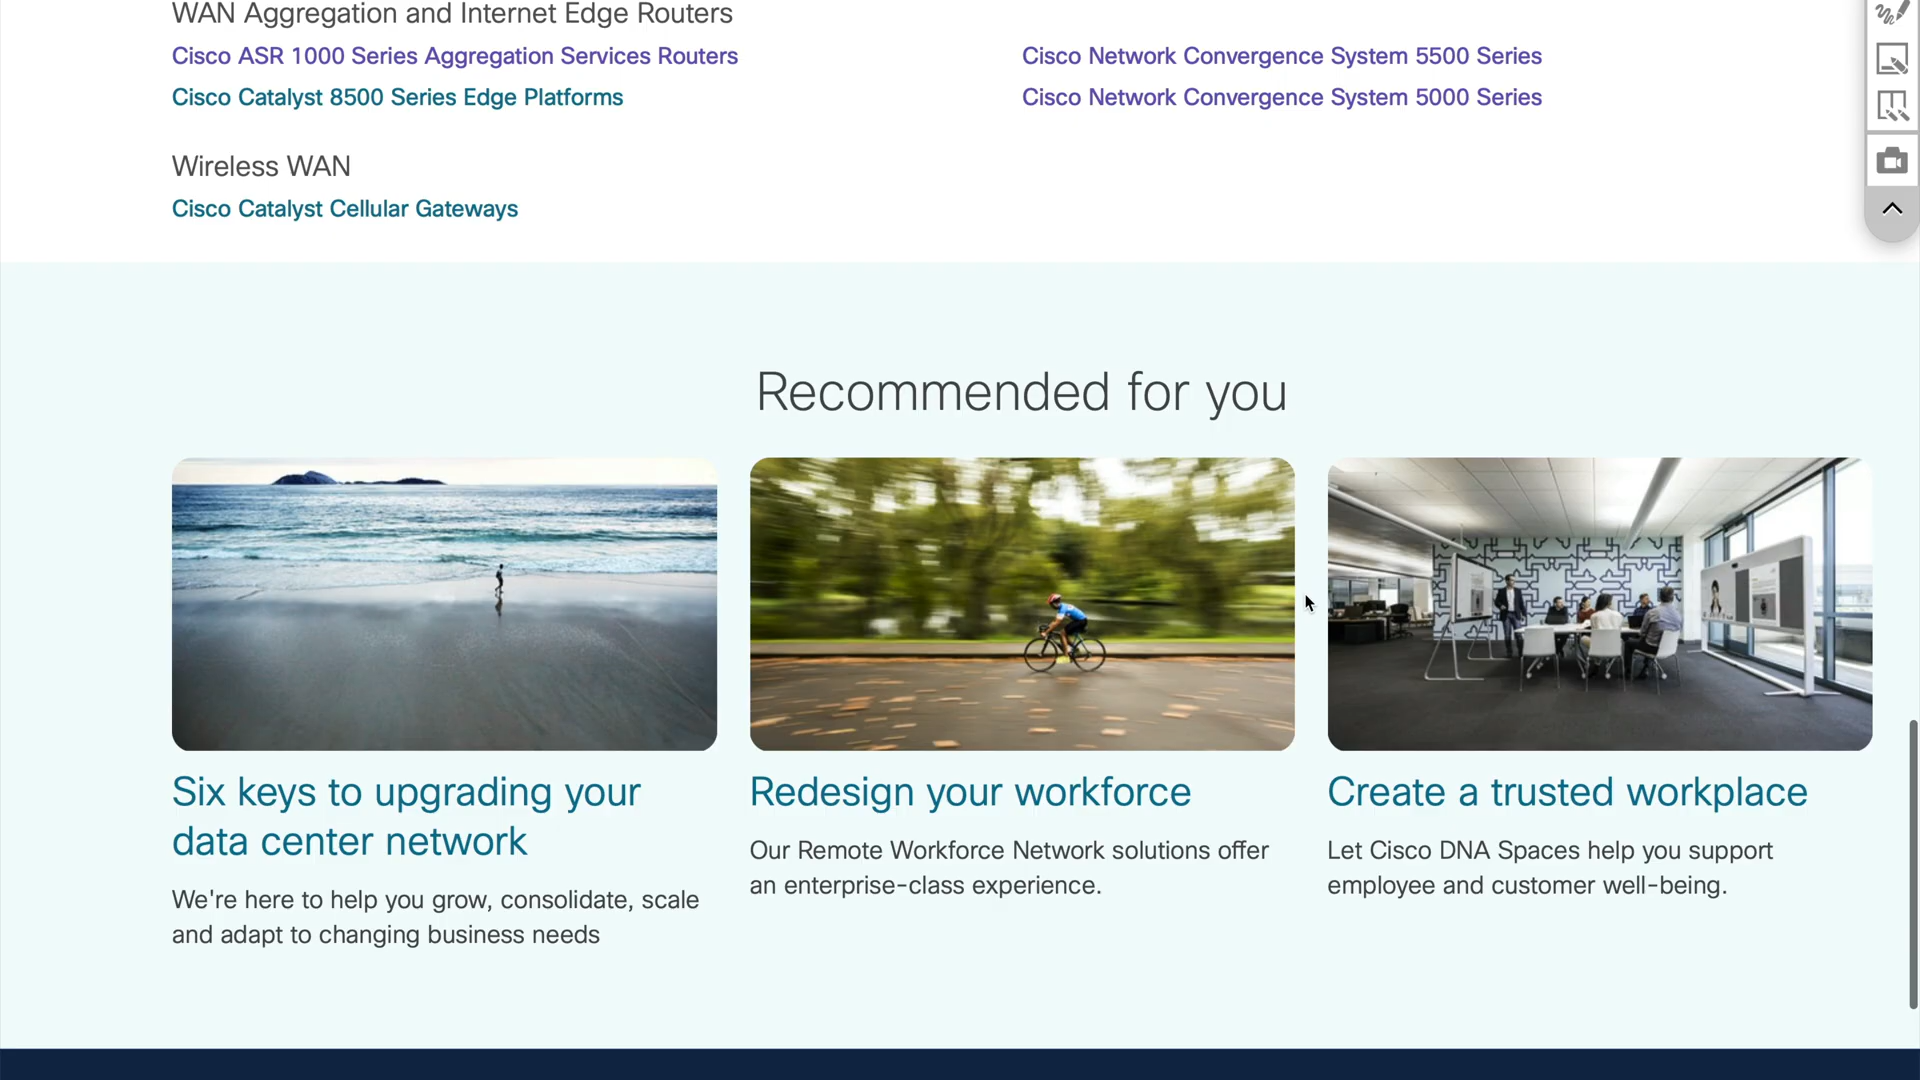 WAN Aggregation and Internet Edge Routers
Cisco ASR 1000 Series Aggregation Services Routers
Cisco Catalyst 8500 Series Edge Platforms
Cisco Network Convergence System 5500 Series
Cisco Network Convergence System 5000 Series
Wireless WAN
Cisco Catalyst Cellular Gateways
Recommended for you
Six keys to upgrading your
data center network
We're here to help you grow, consolidate, scale
and adapt to changing business needs
Redesign your workforce
Our Remote Workforce Network solutions offer
an enterprise-class experience.
Create a trusted workplace
Let Cisco DNA Spaces help you support
employee and customer well-being.